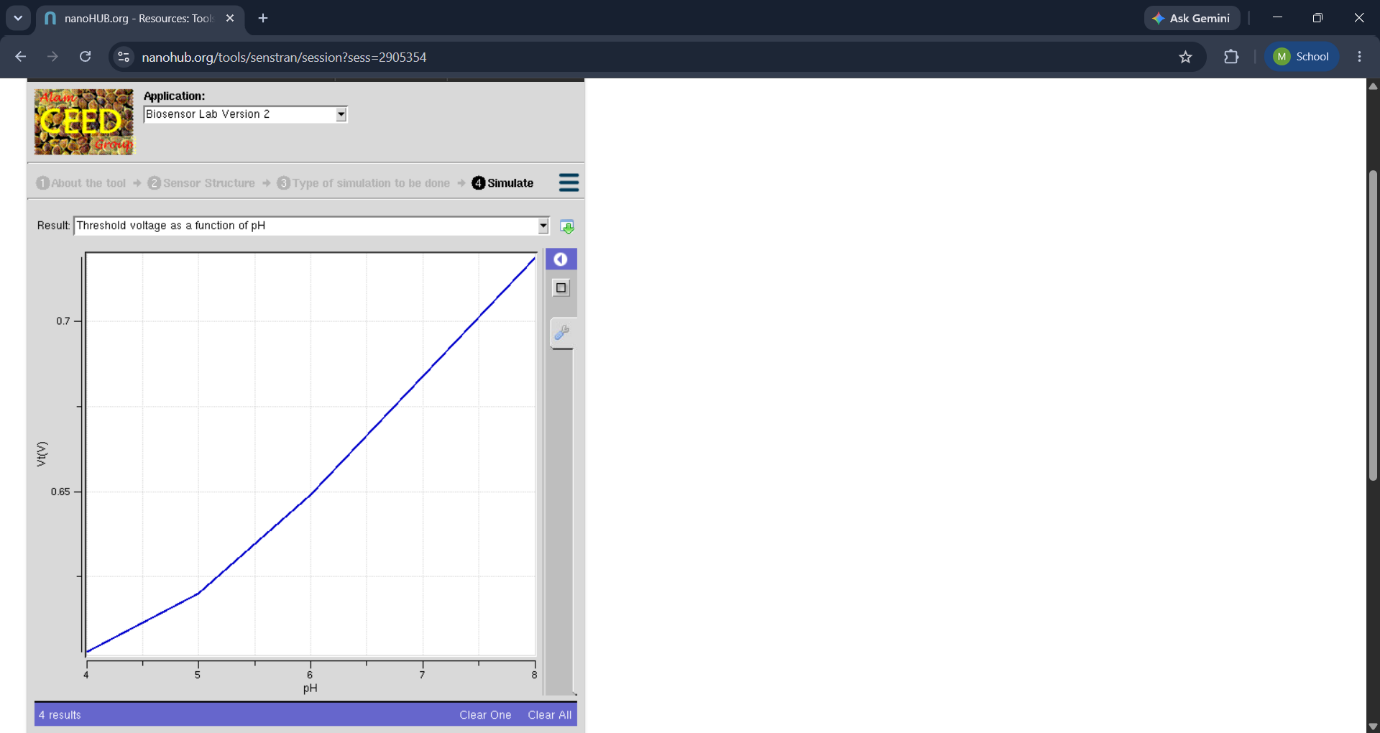 nanoHUB.org - Resources: Tool
Ask Gemini
nanohub.org/tools/senstran/session?sess=2905354
M School
Alam
CEED
Group
Application:
Biosensor Lab Version 2
1 About the tool ➔ 2 Sensor Structure ➔ 3 Type of simulation to be done ➔ 4 Simulate
Result: Threshold voltage as a function of pH
0.7
Vt(V)
0.65
4 5 6 7 8
pH
4 results Clear One Clear All